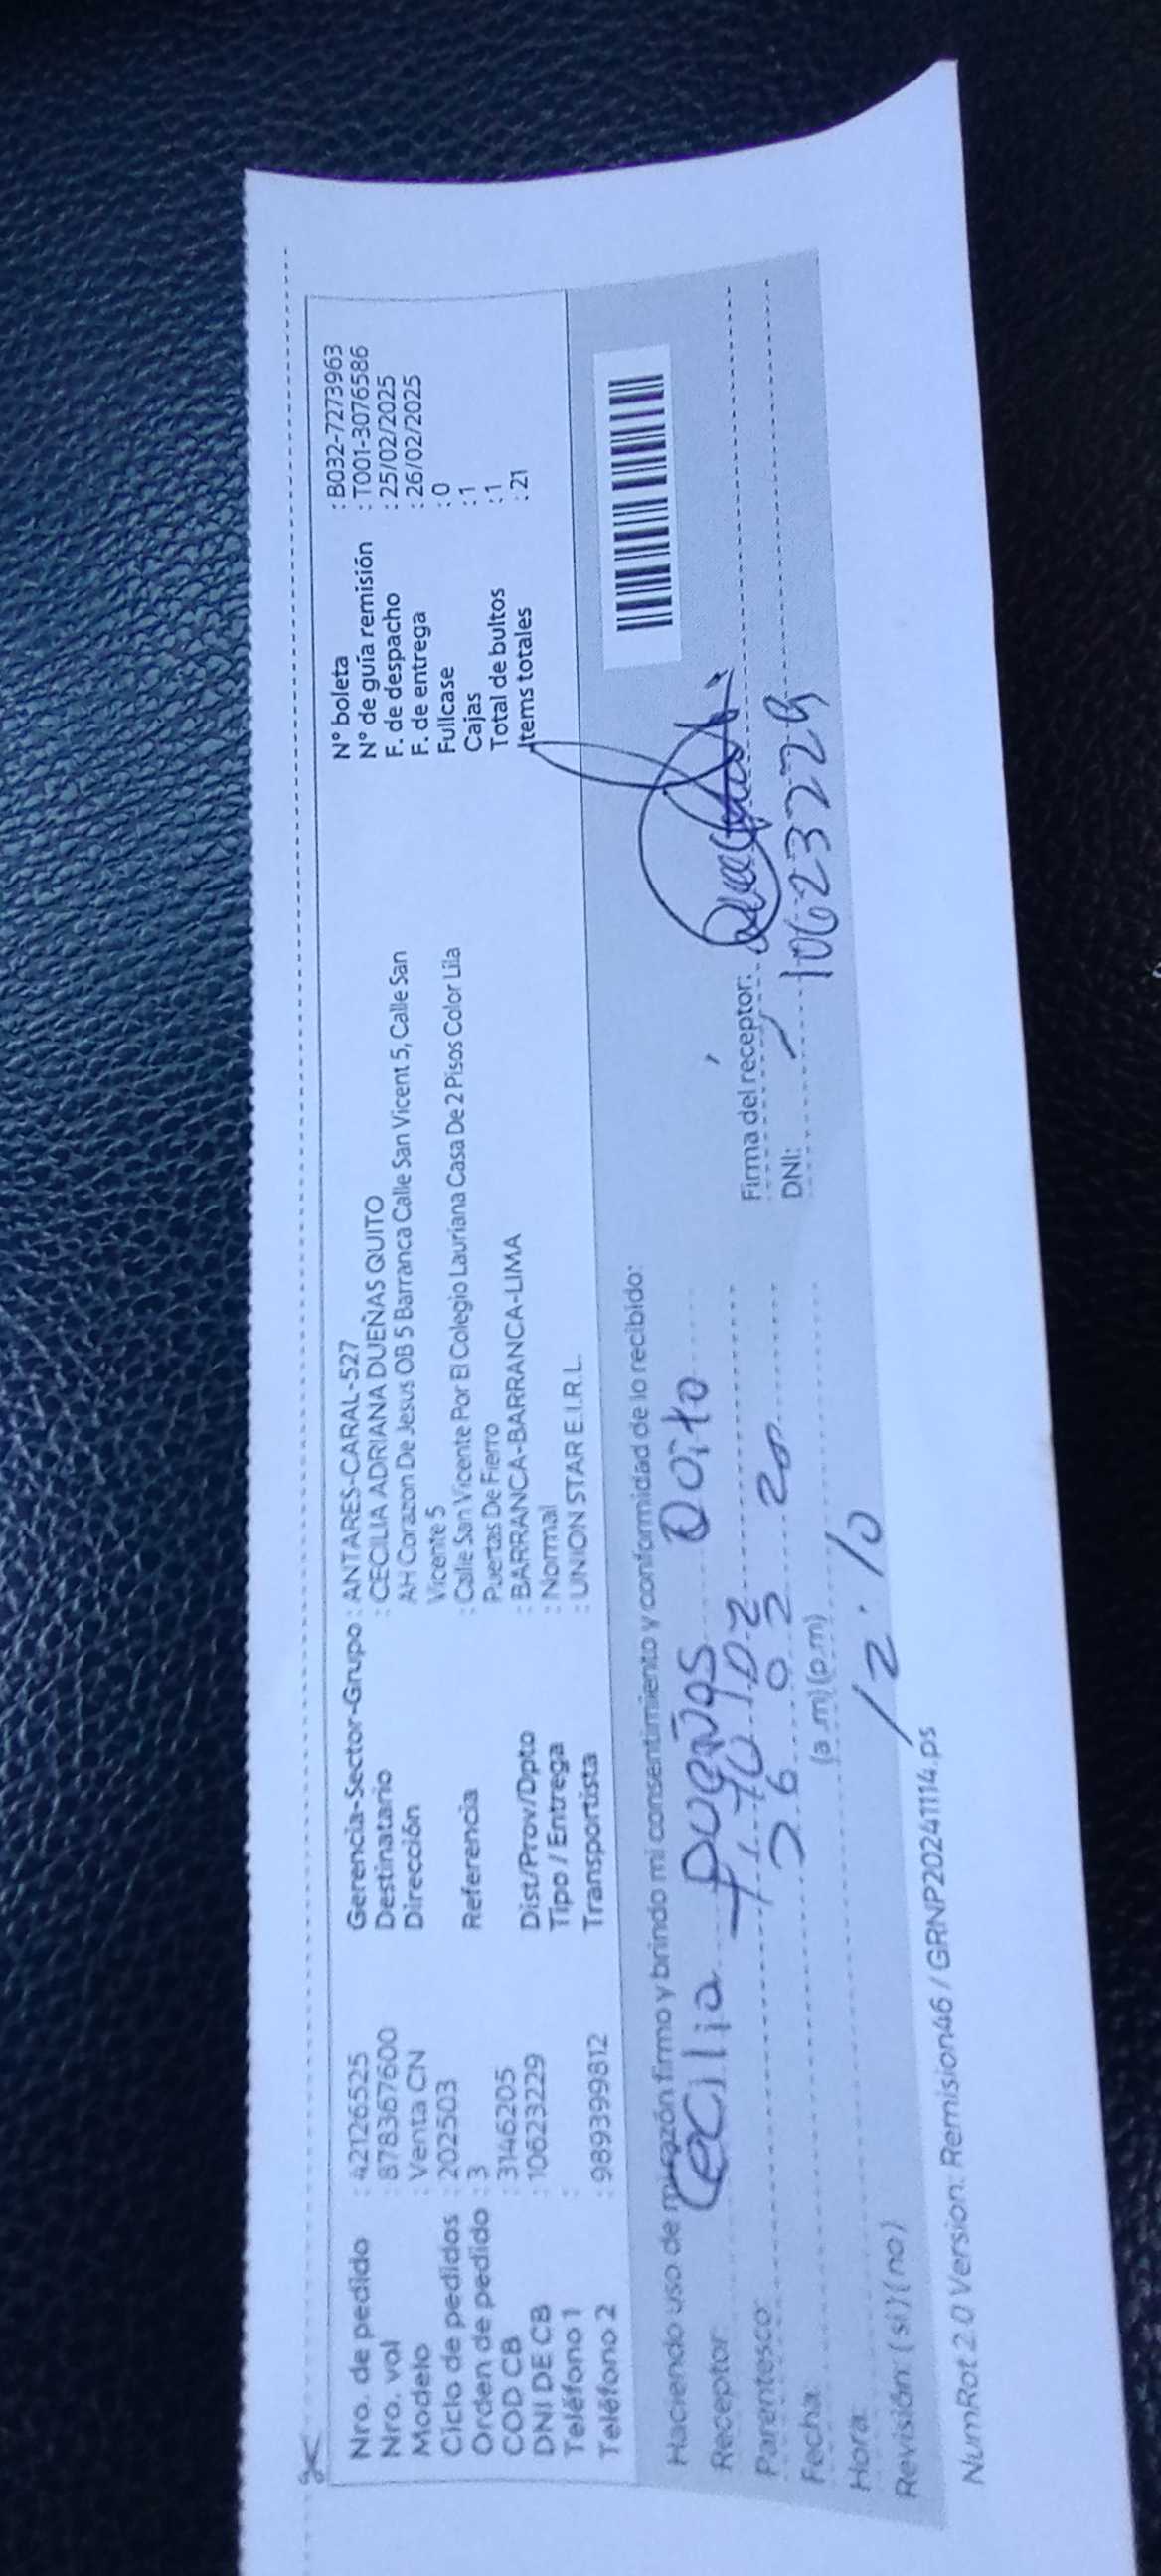 Nro. de pedido : 42126525
Nro. vol : 878367600
Modelo : Venta CN
Ciclo de pedidos : 202503
Orden de pedido : 3
COD CB : 3146205
DNI DE CB : 10623229
Teléfono 1 :
Teléfono 2 : 989399812
Gerencia-Sector-Grupo : ANTARES-CARAL-527
Destinatario : CECILIA ADRIANA DUEÑAS QUITO
Dirección AH Corazon De Jesus OB 5 Barranca Calle San Vicent 5, Calle San
Vicente 5
Referencia : Calle San Vicente Por El Colegio Lauriana Casa De 2 Pisos Color Lila
Puertas De Fierro
Dist/Prov/Dpto : BARRANCA-BARRANCA-LIMA
Tipo / Entrega : Normal
Transportista : UNION STAR E.I.R.L.
N° boleta : B032-7273963
N° de guía remisión : T001-3076586
F. de despacho : 25/02/2025
F. de entrega : 26/02/2025
Fullcase : 0
Cajas : 1
Total de bultos : 1
Items totales : 21
Haciendo uso de mi razón firmo y brindo mi consentimiento y conformidad de lo recibido:
Receptor: Cecilia Dueñas Quito
Parentesco:
Fecha: 26 02
Hora: (a.m) (p.m) 12.10
Revisión: ( si ) ( no )
Firma del receptor:
DNI: 10623229
NumRot 2.0 Version: Remision46 / GRNP202411114.ps